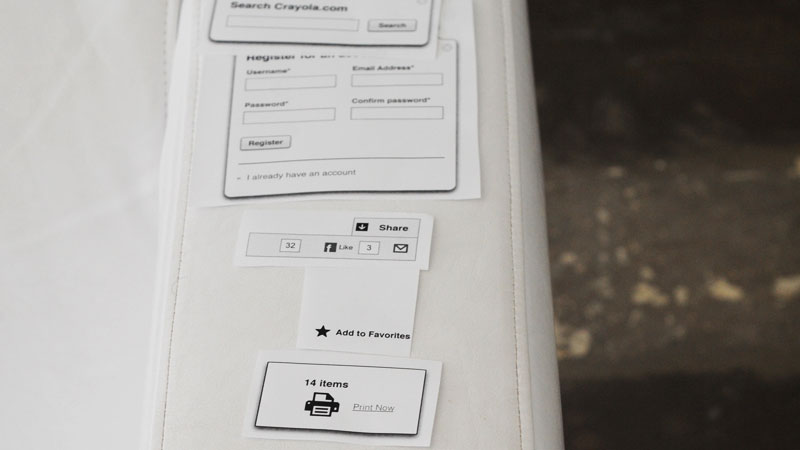 Search Crayola.com
Search
Register for an
Username* Email Address*
Password* Confirm password*
Register
I already have an account
Share
32 Like 3
Add to Favorites
14 items
Print Now